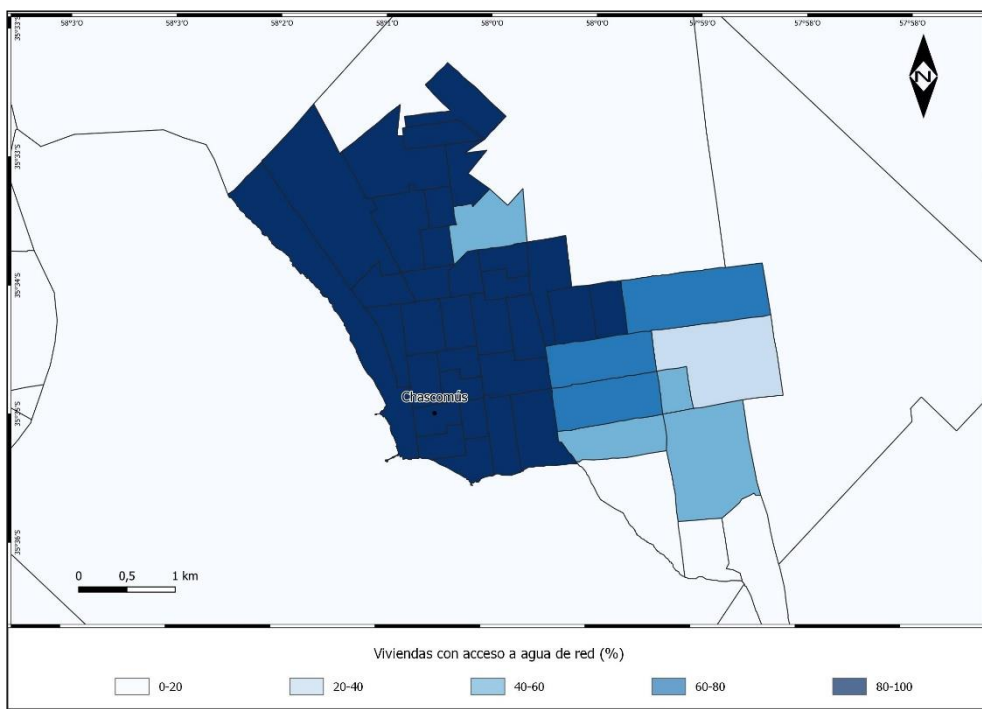 58°3'O 58°3'O 58°2'O 58°1'O 58°0'O 58°0'O 57°59'O 57°58'O 57°58'O
35°33'S
N
35°33'S
35°34'S
35°35'S
Chascomús
35°36'S
0 0,5 1 km
Viviendas con acceso a agua de red (%)
0-20 20-40 40-60 60-80 80-100